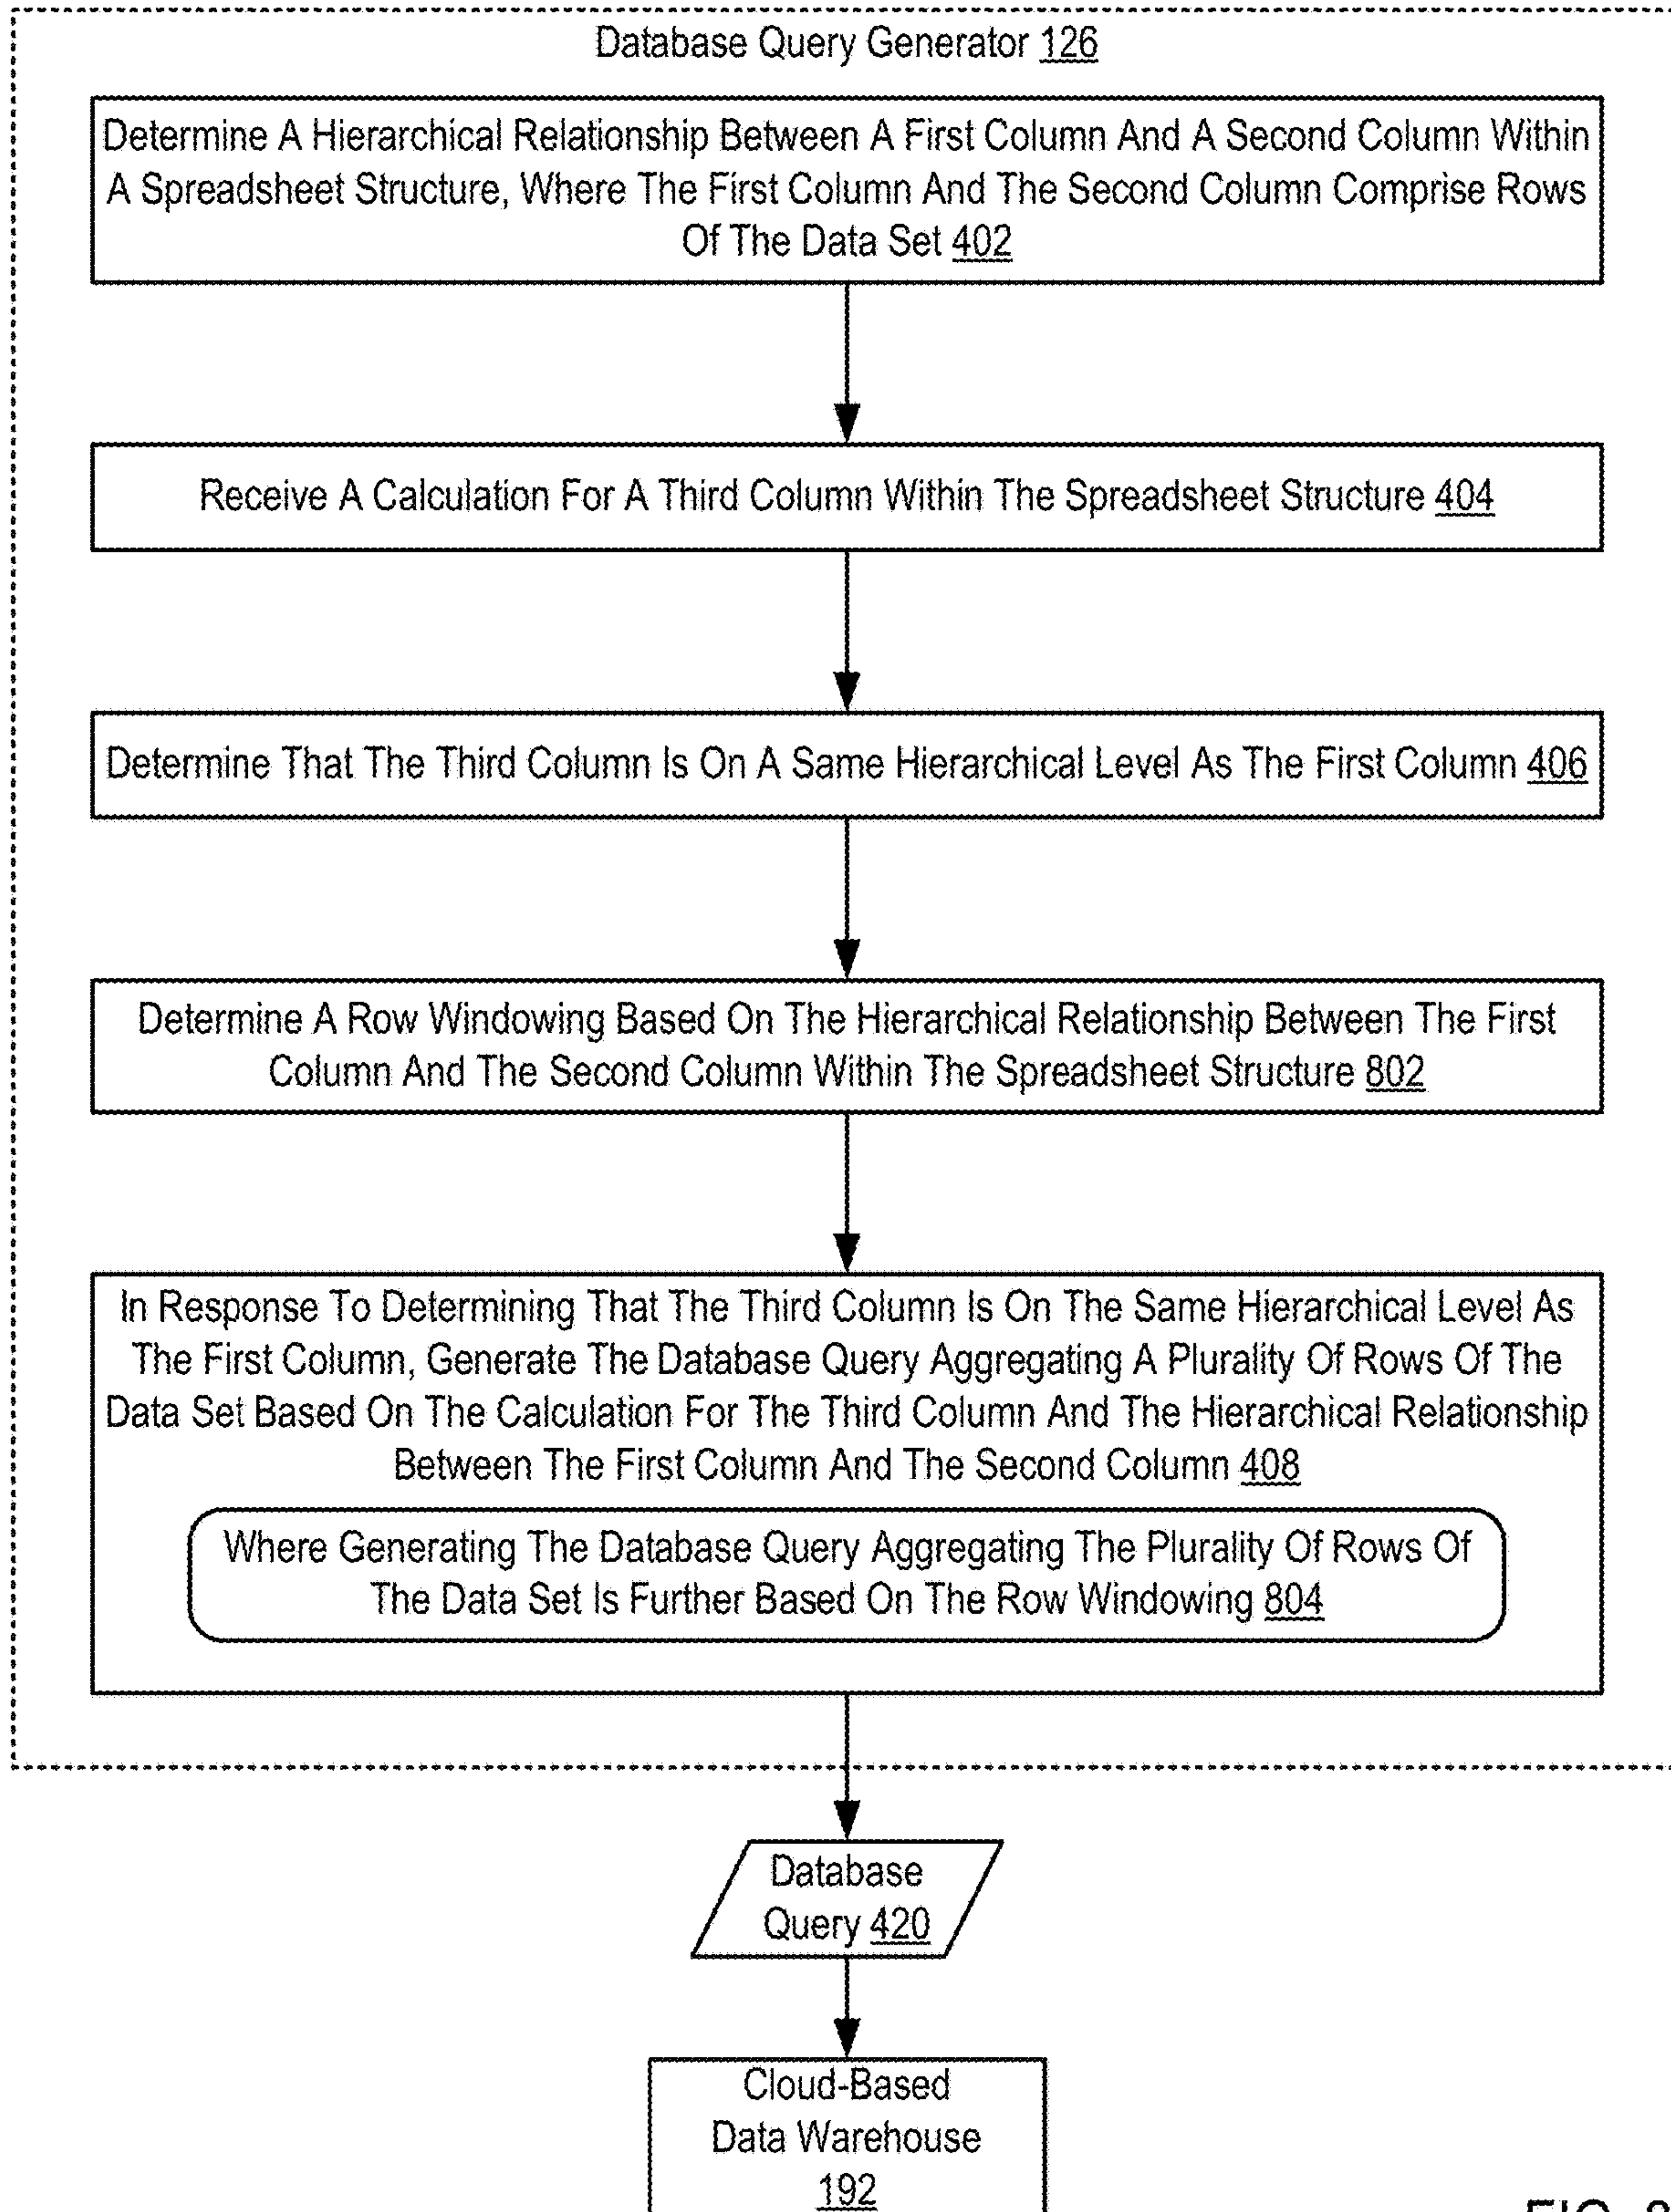 Database Query Generator 126
Determine A Hierarchical Relationship Between A First Column And A Second Column Within
A Spreadsheet Structure, Where The First Column And The Second Column Comprise Rows
Of The Data Set 402
Receive A Calculation For A Third Column Within The Spreadsheet Structure 404
Determine That The Third Column Is On A Same Hierarchical Level As The First Column 406
Determine A Row Windowing Based On The Hierarchical Relationship Between The First
Column And The Second Column Within The Spreadsheet Structure 802
In Response To Determining That The Third Column Is On The Same Hierarchical Level As
The First Column, Generate The Database Query Aggregating A Plurality Of Rows Of The
Data Set Based On The Calculation For The Third Column And The Hierarchical Relationship
Between The First Column And The Second Column 408
Where Generating The Database Query Aggregating The Plurality Of Rows Of
The Data Set Is Further Based On The Row Windowing 804
Database
Query 420
Cloud-Based
Data Warehouse
192
FIG. 8